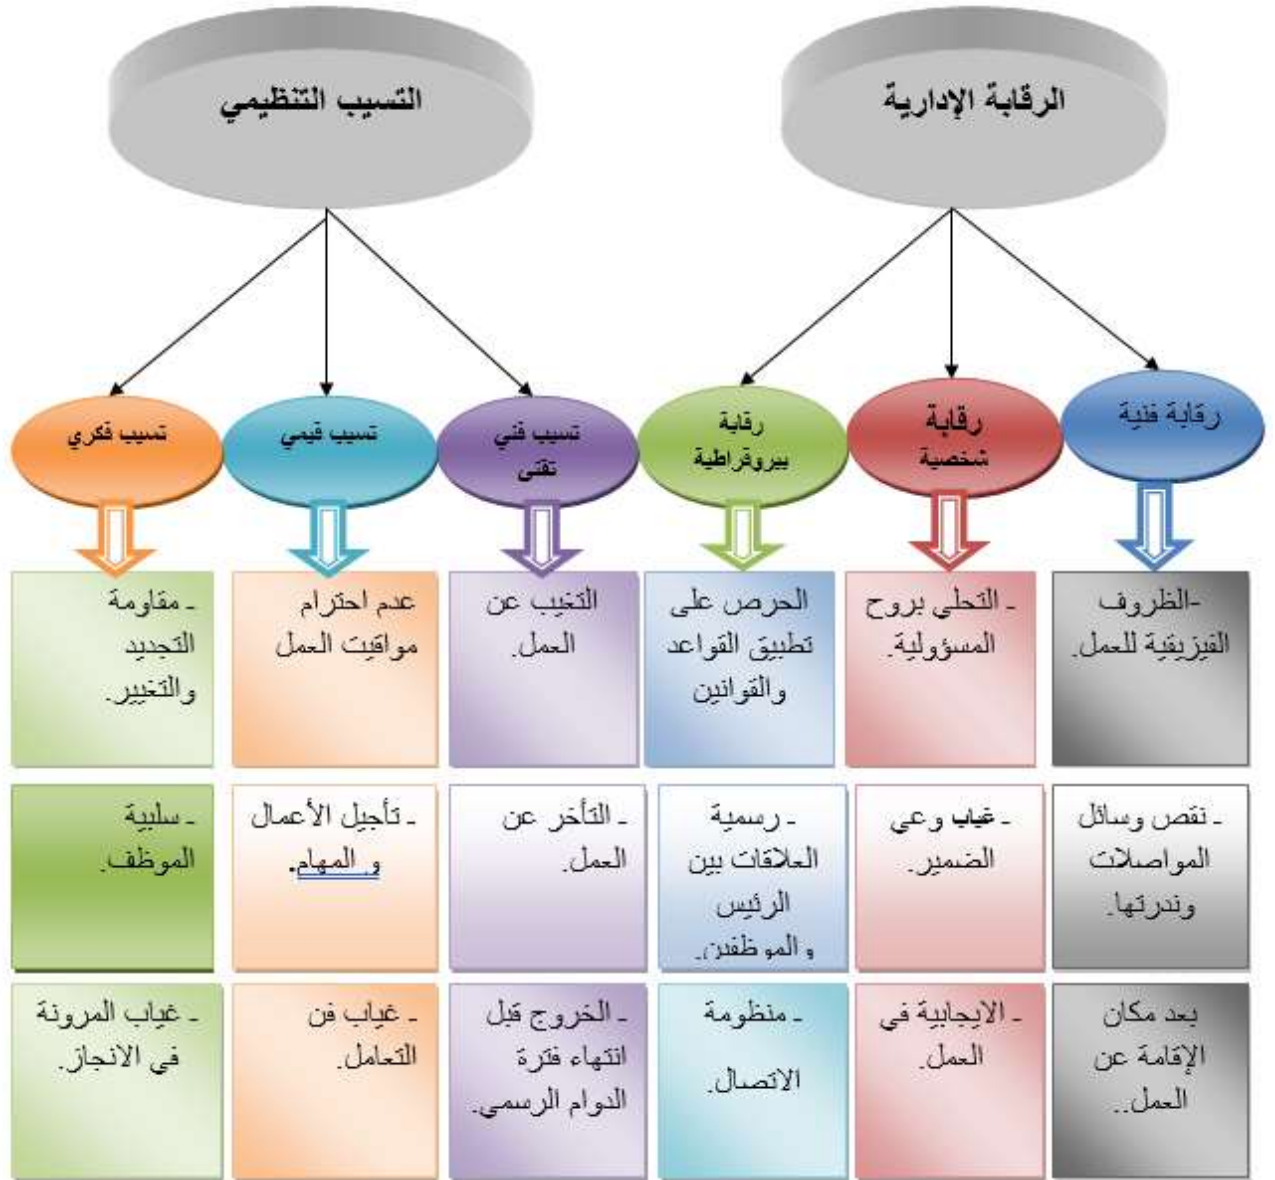 الرقابة الإدارية
التسيب التنظيمي
رقابة فنية
رقابة
شخصية
رقابة
بيروقراطية
تسيب فني
تقني
تسيب قيمي
تسيب فكري
-الظروف
الفيزيقية للعمل.
ـ التحلي بروح
المسؤولية.
الحرص على
تطبيق القواعد
والقوانين
التغيب عن
العمل.
عدم احترام
مواقيت العمل
ـ مقاومة
التجديد
والتغيير.
ـ نقص وسائل
المواصلات
وندرتها.
ـ غياب وعي
الضمير.
ـ رسمية
العلاقات بين
الرئيس
والموظفين.
ـ التأخر عن
العمل.
ـ تأجيل الأعمال
و المهام.
ـ سلبية
الموظف.
بعد مكان
الإقامة عن
العمل..
ـ الايجابية في
العمل.
ـ منظومة
الاتصال.
ـ الخروج قبل
انتهاء فترة
الدوام الرسمي.
ـ غياب فن
التعامل.
ـ غياب المرونة
في الانجاز.